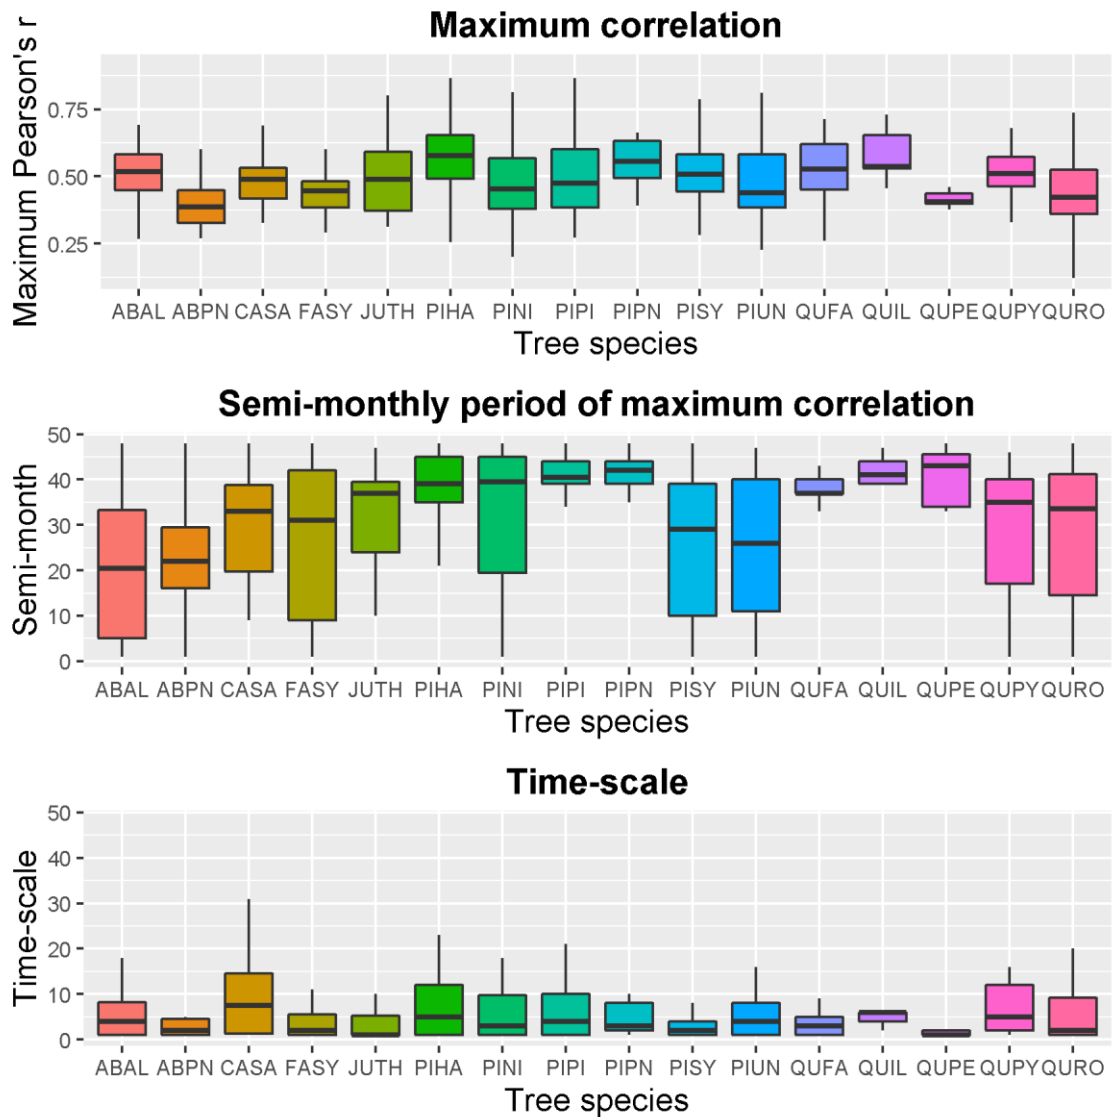 Maximum correlation
Maximum Pearson's r
0.75
0.50
0.25
ABAL ABPN CASA FASY JUTH PIHA PINI PIPI PIPN PISY PIUN QUFA QUIL QUPE QUPY QURO
Tree species
Semi-monthly period of maximum correlation
Semi-month
50
40
30
20
10
0
ABAL ABPN CASA FASY JUTH PIHA PINI PIPI PIPN PISY PIUN QUFA QUIL QUPE QUPY QURO
Tree species
Time-scale
Time-scale
50
40
30
20
10
0
ABAL ABPN CASA FASY JUTH PIHA PINI PIPI PIPN PISY PIUN QUFA QUIL QUPE QUPY QURO
Tree species